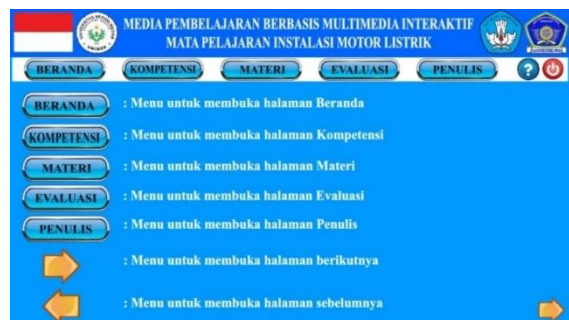 MEDIA PEMBELAJARAN BERBASIS MULTIMEDIA INTERAKTIF
MATA PELAJARAN INSTALASI MOTOR LISTRIK
BERANDA KOMPETENSI MATERI EVALUASI PENULIS ?
BERANDA : Menu untuk membuka halaman Beranda
KOMPETENSI : Menu untuk membuka halaman Kompetensi
MATERI : Menu untuk membuka halaman Materi
EVALUASI : Menu untuk membuka halaman Evaluasi
PENULIS : Menu untuk membuka halaman Penulis
: Menu untuk membuka halaman berikutnya
: Menu untuk membuka halaman sebelumnya